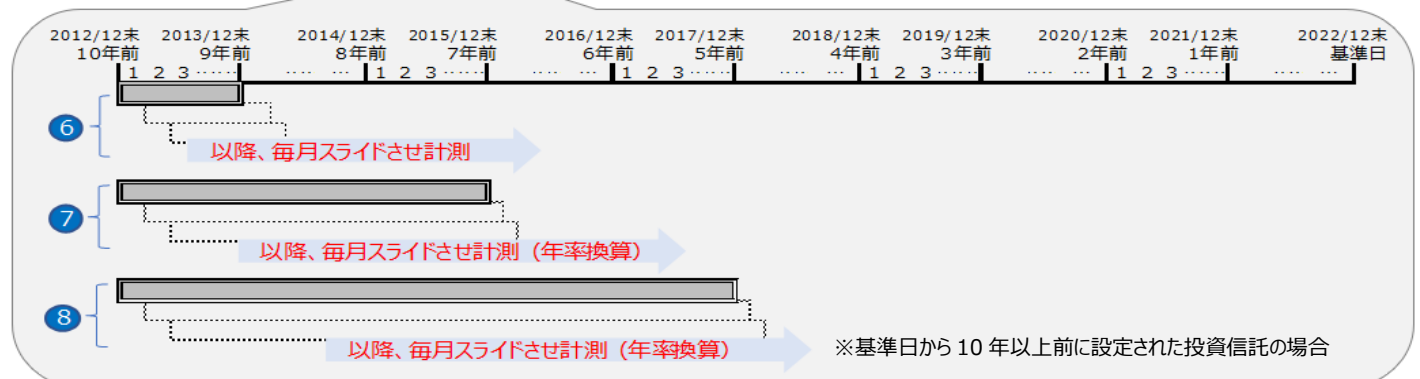 2012/12末 2013/12末 2014/12末 2015/12末 2016/12末 2017/12末 2018/12末 2019/12末 2020/12末 2021/12末 2022/12末
10年前 9年前 8年前 7年前 6年前 5年前 4年前 3年前 2年前 1年前 基準日
1 2 3 ‥‥‥ ‥‥ ‥‥ 1 2 3 ‥‥‥ ‥‥ ‥‥ 1 2 3 ‥‥‥ ‥‥ ‥‥ 1 2 3 ‥‥‥ ‥‥ ‥‥ 1 2 3 ‥‥‥ ‥‥ ‥‥
6
以降、毎月スライドさせ計測
7
以降、毎月スライドさせ計測（年率換算）
8
以降、毎月スライドさせ計測（年率換算）
※基準日から 10 年以上前に設定された投資信託の場合